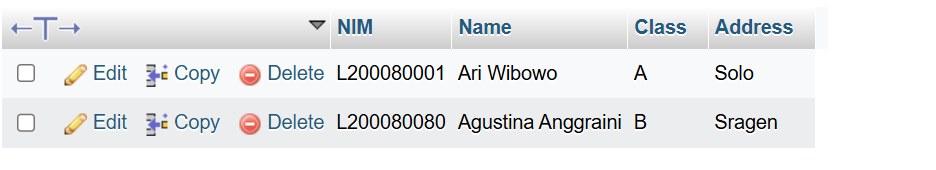 NIM Name Class Address
Edit Copy Delete L200080001 Ari Wibowo A Solo
Edit Copy Delete L200080080 Agustina Anggraini B Sragen